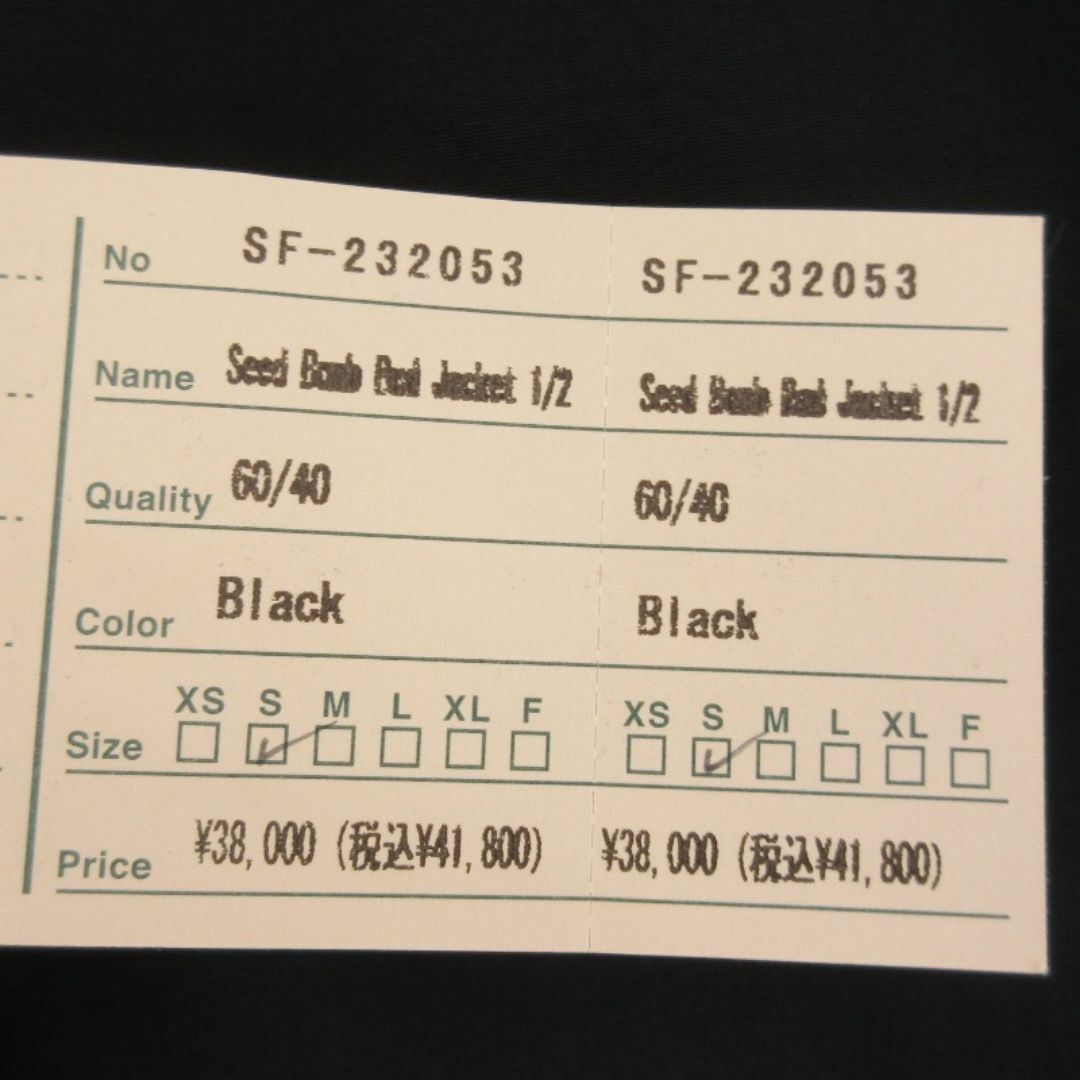 No SF-232053 SF-232053
Name Seed Bomb Pad Jacket 1/2 Seed Bomb Pad Jacket 1/2
Quality 60/40 60/40
Color Black Black
XS S M L XL F XS S M L XL F
Size
Price ¥38,000 (税込¥41,800) ¥38,000 (税込¥41,800)